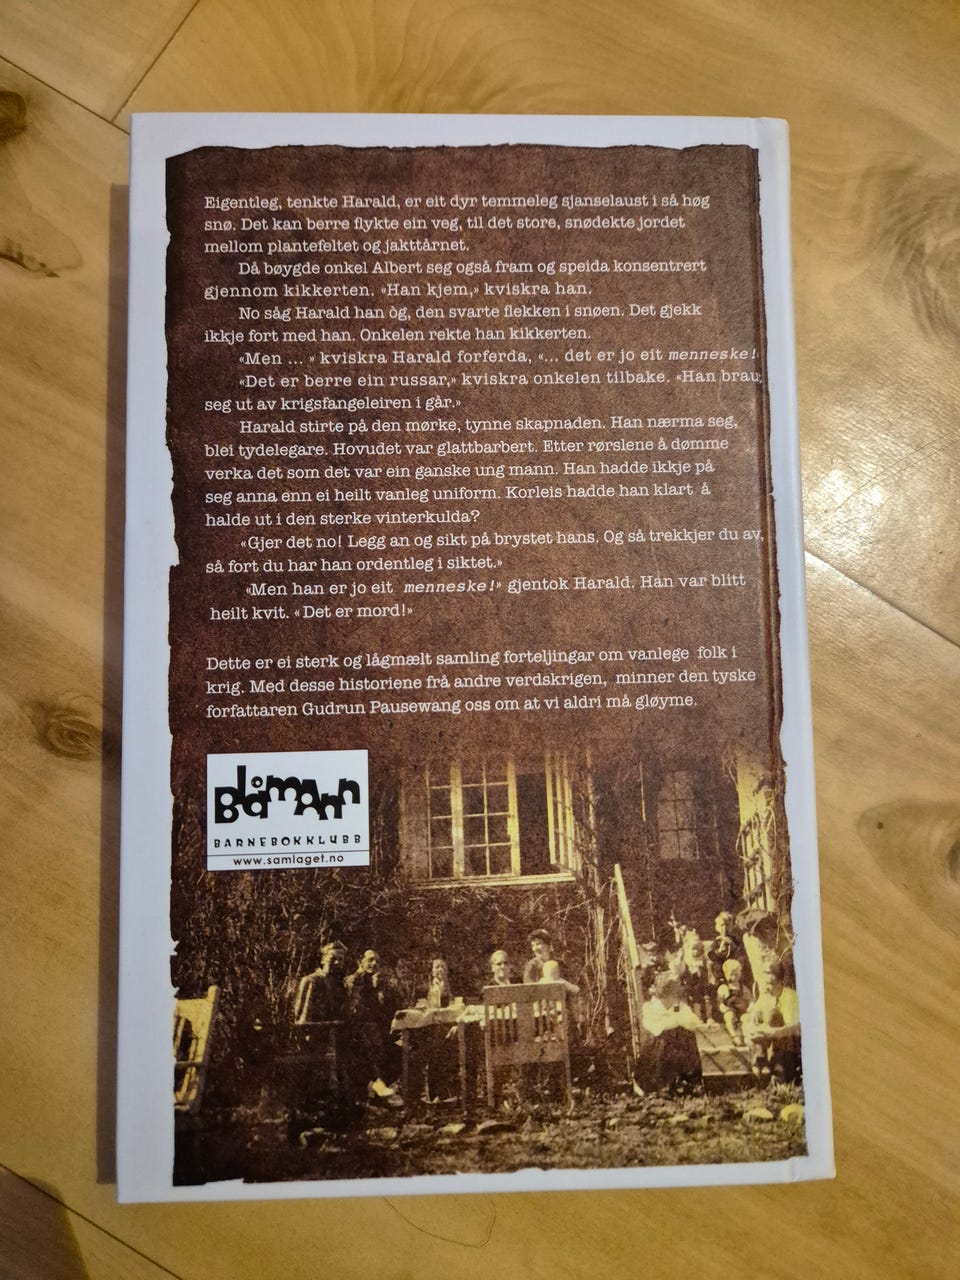 Eigentleg, tenkte Harald, er eit dyr temmeleg sjanselaust i så høg
snø. Det kan berre flykte ein veg, til det store, snødekte jordet
mellom plantefeltet og jakttårnet.
Då bøygde onkel Albert seg også fram og speida konsentrert
gjennom kikkerten. «Han kjem,» kviskra han.
No såg Harald han òg, den svarte flekken i snøen. Det gjekk
ikkje fort med han. Onkelen rekte han kikkerten.
«Men ... » kviskra Harald forferda, «... det er jo eit menneske!
«Det er berre ein russar,» kviskra onkelen tilbake. «Han brau
seg ut av krigsfangeleiren i går.»
Harald stirte på den mørke, tynne skapnaden. Han nærma seg,
blei tydelegare. Hovudet var glattbarbert. Etter rørslene å dømme
verka det som det var ein ganske ung mann. Han hadde ikkje på
seg anna enn ei heilt vanleg uniform. Korleis hadde han klart å
halde ut i den sterke vinterkulda?
«Gjer det no! Legg an og sikt på brystet hans. Og så trekkjer du av,
så fort du har han ordentleg i siktet.»
«Men han er jo eit menneske!» gjentok Harald. Han var blitt
heilt kvit. «Det er mord!»
Dette er ei sterk og lågmælt samling forteljingar om vanlege folk i
krig. Med desse historiene frå andre verdskrigen, minner den tyske
forfattaren Gudrun Pausewang oss om at vi aldri må gløyme.
Blåmann
BARNEBOKKLUBB
www.samlaget.no